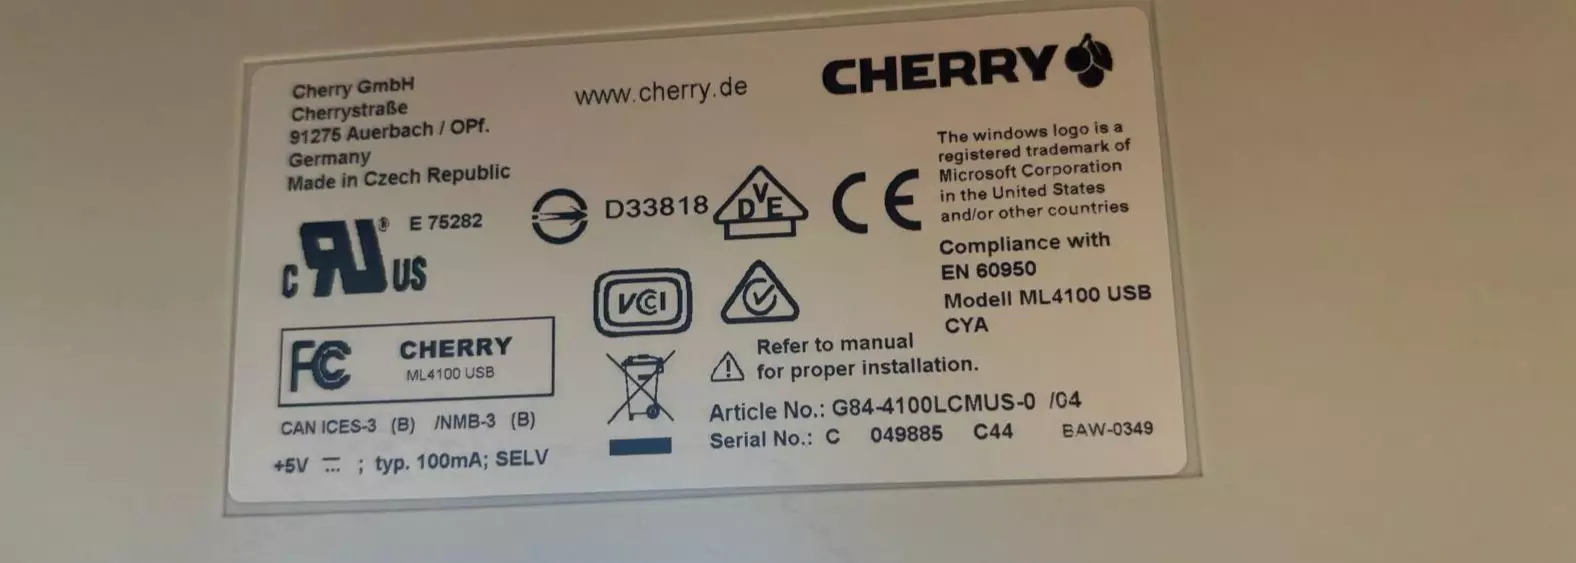 Cherry GmbH
Cherrystraße
91275 Auerbach / OPf.
Germany
Made in Czech Republic
www.cherry.de
CHERRY
The windows logo is a
registered trademark of
Microsoft Corporation
in the United States
and/or other countries
Compliance with
EN 60950
Modell ML4100 USB
CYA
c RU US ® E 75282
D33818
DVE
CE
VCI
FC
CHERRY
ML4100 USB
CAN ICES-3 (B) /NMB-3 (B)
+5V ⎓ ; typ. 100mA; SELV
Refer to manual
for proper installation.
Article No.: G84-4100LCMUS-0 /04
Serial No.: C 049885 C44 EAW-0349